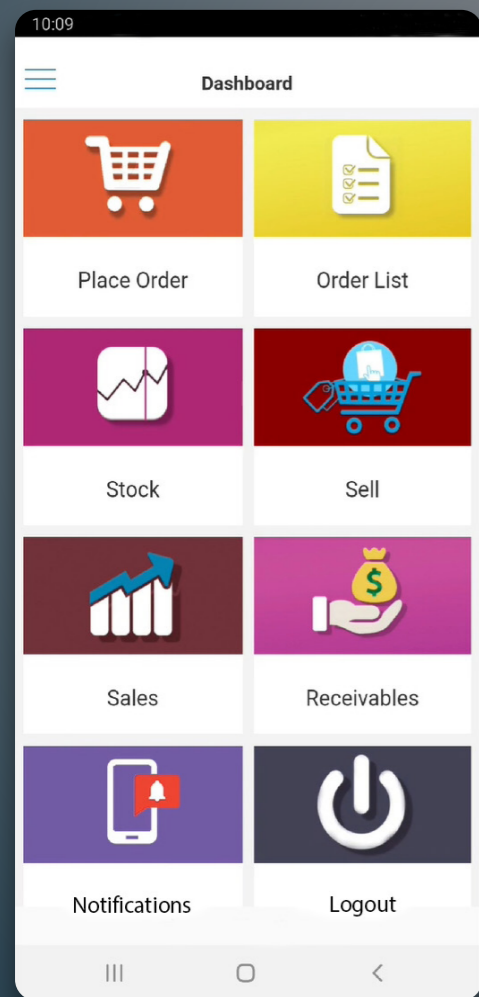 10:09
Dashboard
Place Order
Order List
Stock
Sell
$
Sales
Receivables
Notifications
Logout